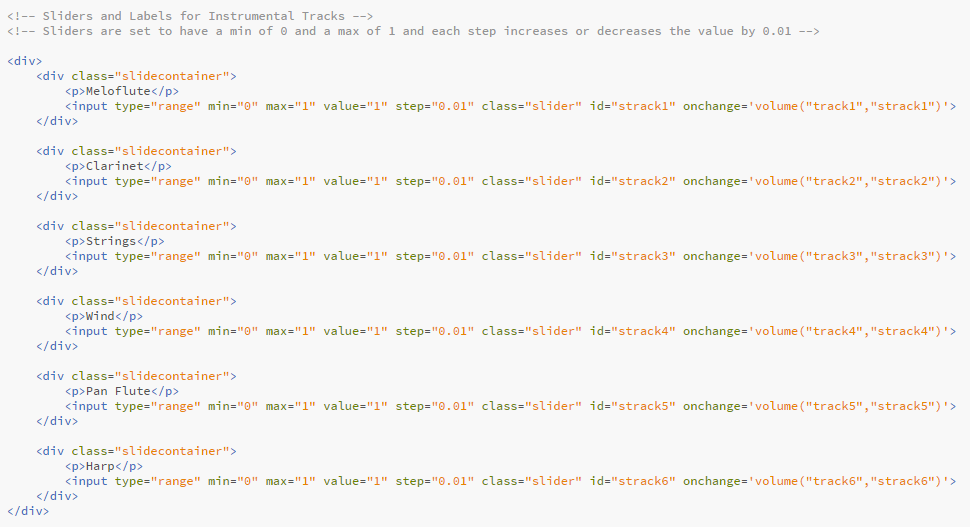 <!-- Sliders and Labels for Instrumental Tracks -->
<!-- Sliders are set to have a min of 0 and a max of 1 and each step increases or decreases the value by 0.01 -->

<div>
    <div class="slidecontainer">
        <p>Meloflute</p>
        <input type="range" min="0" max="1" value="1" step="0.01" class="slider" id="strack1" onchange='volume("track1","strack1")'>
    </div>

    <div class="slidecontainer">
        <p>Clarinet</p>
        <input type="range" min="0" max="1" value="1" step="0.01" class="slider" id="strack2" onchange='volume("track2","strack2")'>
    </div>

    <div class="slidecontainer">
        <p>Strings</p>
        <input type="range" min="0" max="1" value="1" step="0.01" class="slider" id="strack3" onchange='volume("track3","strack3")'>
    </div>

    <div class="slidecontainer">
        <p>Wind</p>
        <input type="range" min="0" max="1" value="1" step="0.01" class="slider" id="strack4" onchange='volume("track4","strack4")'>
    </div>

    <div class="slidecontainer">
        <p>Pan Flute</p>
        <input type="range" min="0" max="1" value="1" step="0.01" class="slider" id="strack5" onchange='volume("track5","strack5")'>
    </div>

    <div class="slidecontainer">
        <p>Harp</p>
        <input type="range" min="0" max="1" value="1" step="0.01" class="slider" id="strack6" onchange='volume("track6","strack6")'>
    </div>
</div>